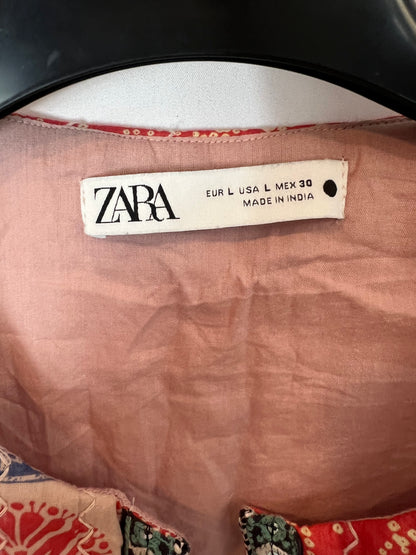 ZARA
EUR L USA L MEX 30
MADE IN INDIA